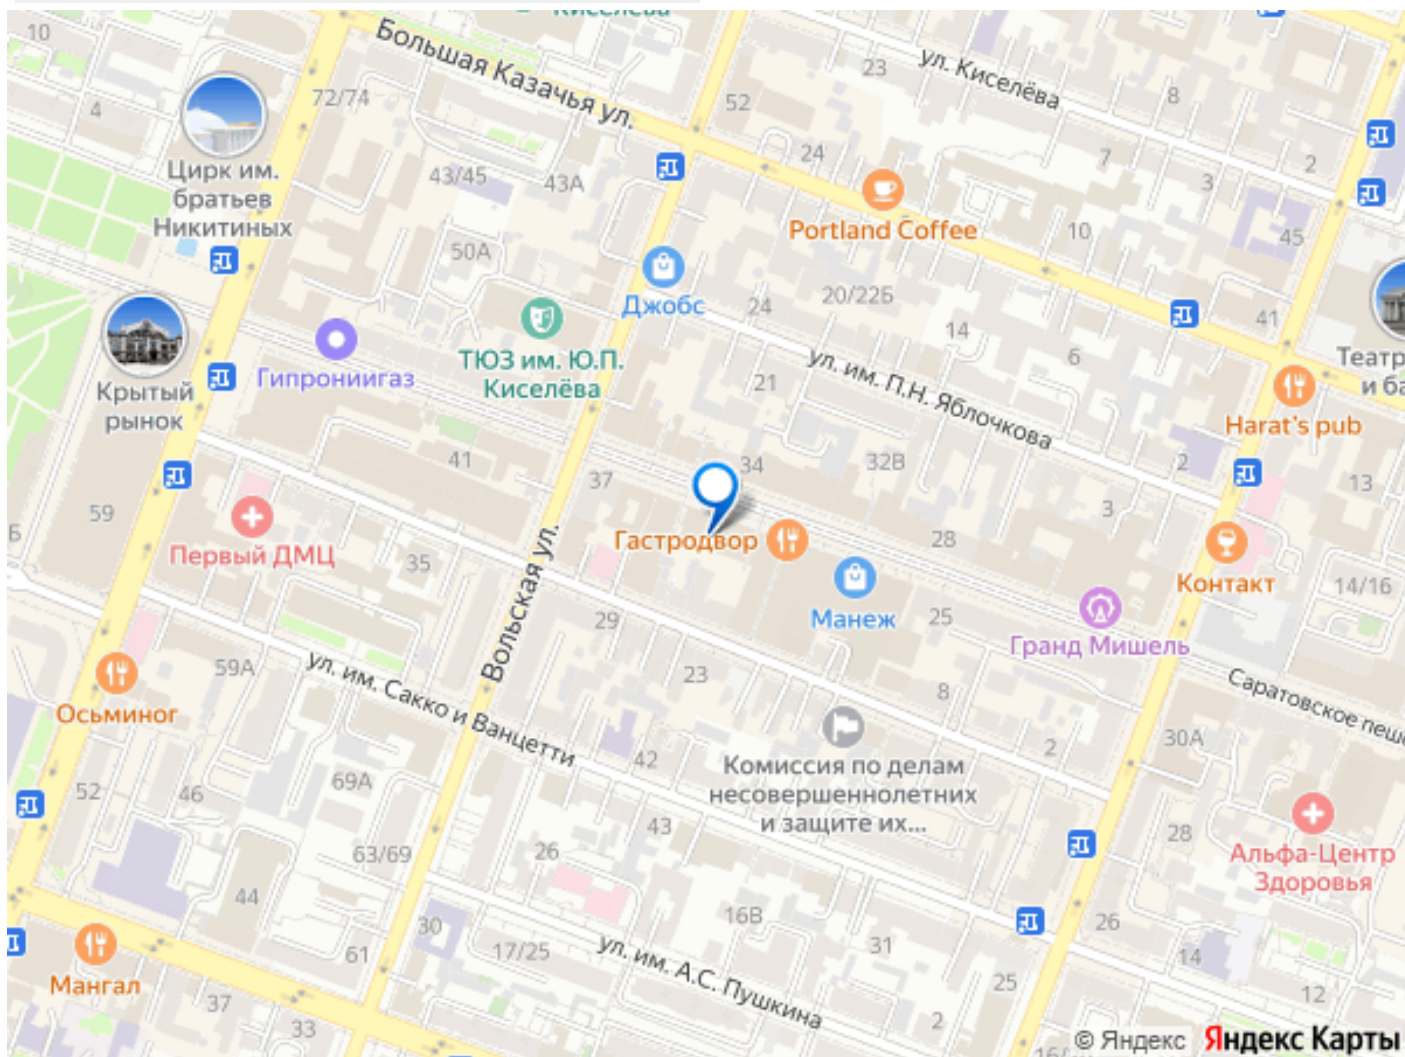 Киселёва
10
Большая Казачья ул.
ул. Киселёва
23
8
72/74
52
4
24
7
2
Цирк им.
братьев
Никитиных
43/45
43А
3
Portland Coffee
10
45
50А
Джобс
24
20/22Б
14
41
ТЮЗ им. Ю.П.
Киселёва
Гипрониигаз
ул. им. П.Н. Яблочкова
6
Театр
и ба
21
Крытый
рынок
Harat's pub
41
34
32В
2
37
13
59
3
Б
Гастродвор
28
Первый ДМЦ
35
Вольская ул.
Контакт
14/16
Манеж
25
29
Гранд Мишель
59А
ул. им. Сакко и Ванцетти
23
8
Саратовское пеше
Осьминог
42
2
30А
Комиссия по делам
несовершеннолетних
и защите их...
52
46
69А
43
28
63/69
26
Альфа-Центр
Здоровья
44
30
16В
26
61
17/25
ул. им. А.С. Пушкина
31
14
Мангал
25
37
12
33
2
16/
© Яндекс Яндекс Карты